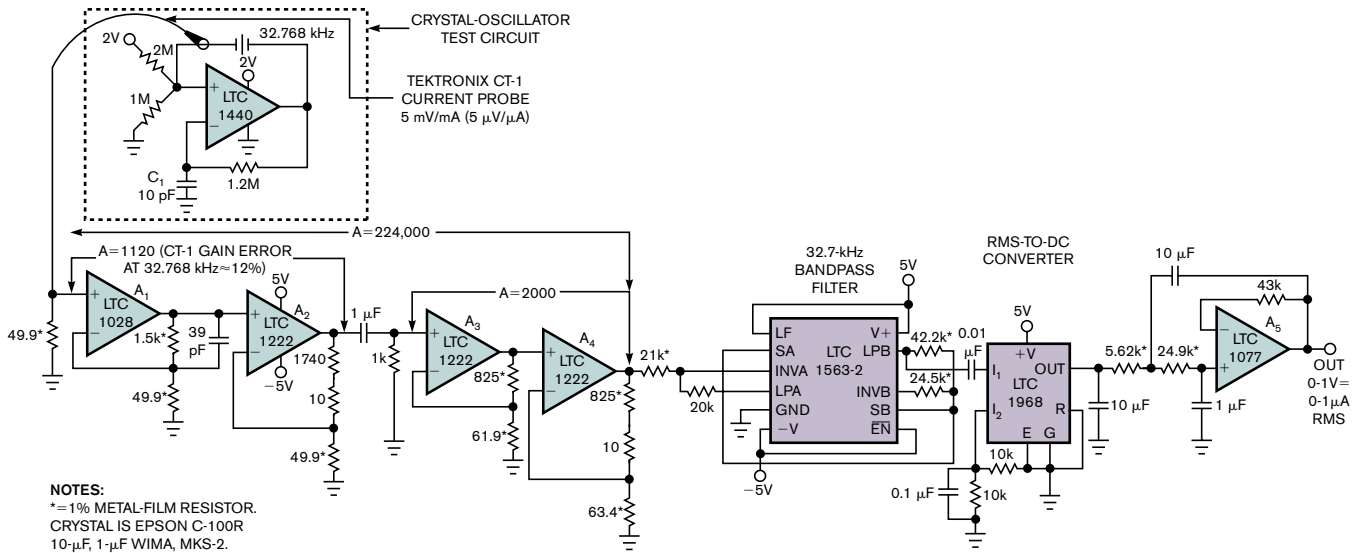 CRYSTAL-OSCILLATOR
TEST CIRCUIT
TEKTRONIX CT-1
CURRENT PROBE
5 mV/mA (5 µV/µA)
32.768 kHz
2V
2M
2V
1M
+
LTC
1440
−
C1
10 pF
1.2M
A=224,000
A=1120 (CT-1 GAIN ERROR
AT 32.768 kHz≈12%)
A=2000
49.9*
+
A1
LTC
1028
−
1.5k*
39
pF
49.9*
5V
+
A2
LTC
1222
−
−5V
1740
10
49.9*
1 µF
1k
+
A3
LTC
1222
−
825*
61.9*
+
A4
LTC
1222
−
825*
10
63.4*
21k*
20k
32.7-kHz
BANDPASS
FILTER
5V
LF
V+
SA
LPB
INVA
LTC
1563-2
LPA
INVB
GND
SB
−V
EN
−5V
42.2k*
24.5k*
0.01
µF
RMS-TO-DC
CONVERTER
5V
+V
I1
OUT
LTC
1968
I2
R
E G
10k
0.1 µF
10k
10 µF
5.62k*
24.9k*
1 µF
10 µF
43k
−
A5
LTC
1077
+
OUT
0-1V=
0-1µA
RMS
NOTES:
*=1% METAL-FILM RESISTOR.
CRYSTAL IS EPSON C-100R
10-µF, 1-µF WIMA, MKS-2.